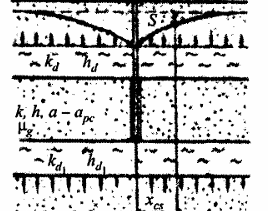 S
k_d h_d
k, h, a – a_pc
μ_g
k_d₁ h_d₁
x_cs